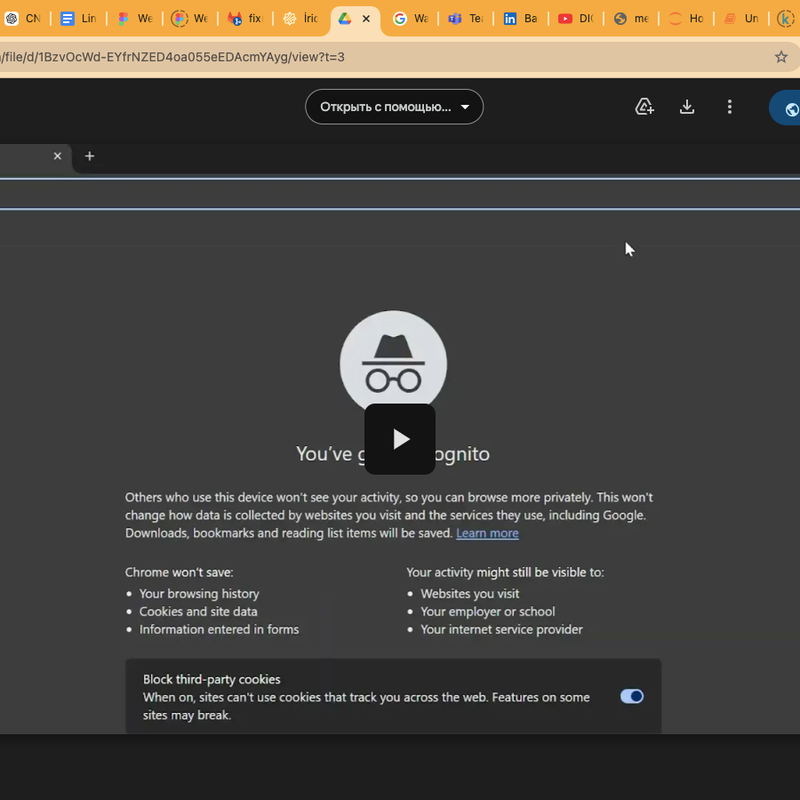 CN
Lin
We
We
fix
İric
Wa
Tea
Ba
DIC
me
Ho
Un
/file/d/1BzvOcWd-EYfrNZED4oa055eEDAcmYAyg/view?t=3
Открыть с помощью...
You've g
ognito
Others who use this device won't see your activity, so you can browse more privately. This won't
change how data is collected by websites you visit and the services they use, including Google.
Downloads, bookmarks and reading list items will be saved. Learn more
Chrome won't save:
• Your browsing history
• Cookies and site data
• Information entered in forms
Your activity might still be visible to:
• Websites you visit
• Your employer or school
• Your internet service provider
Block third-party cookies
When on, sites can't use cookies that track you across the web. Features on some
sites may break.